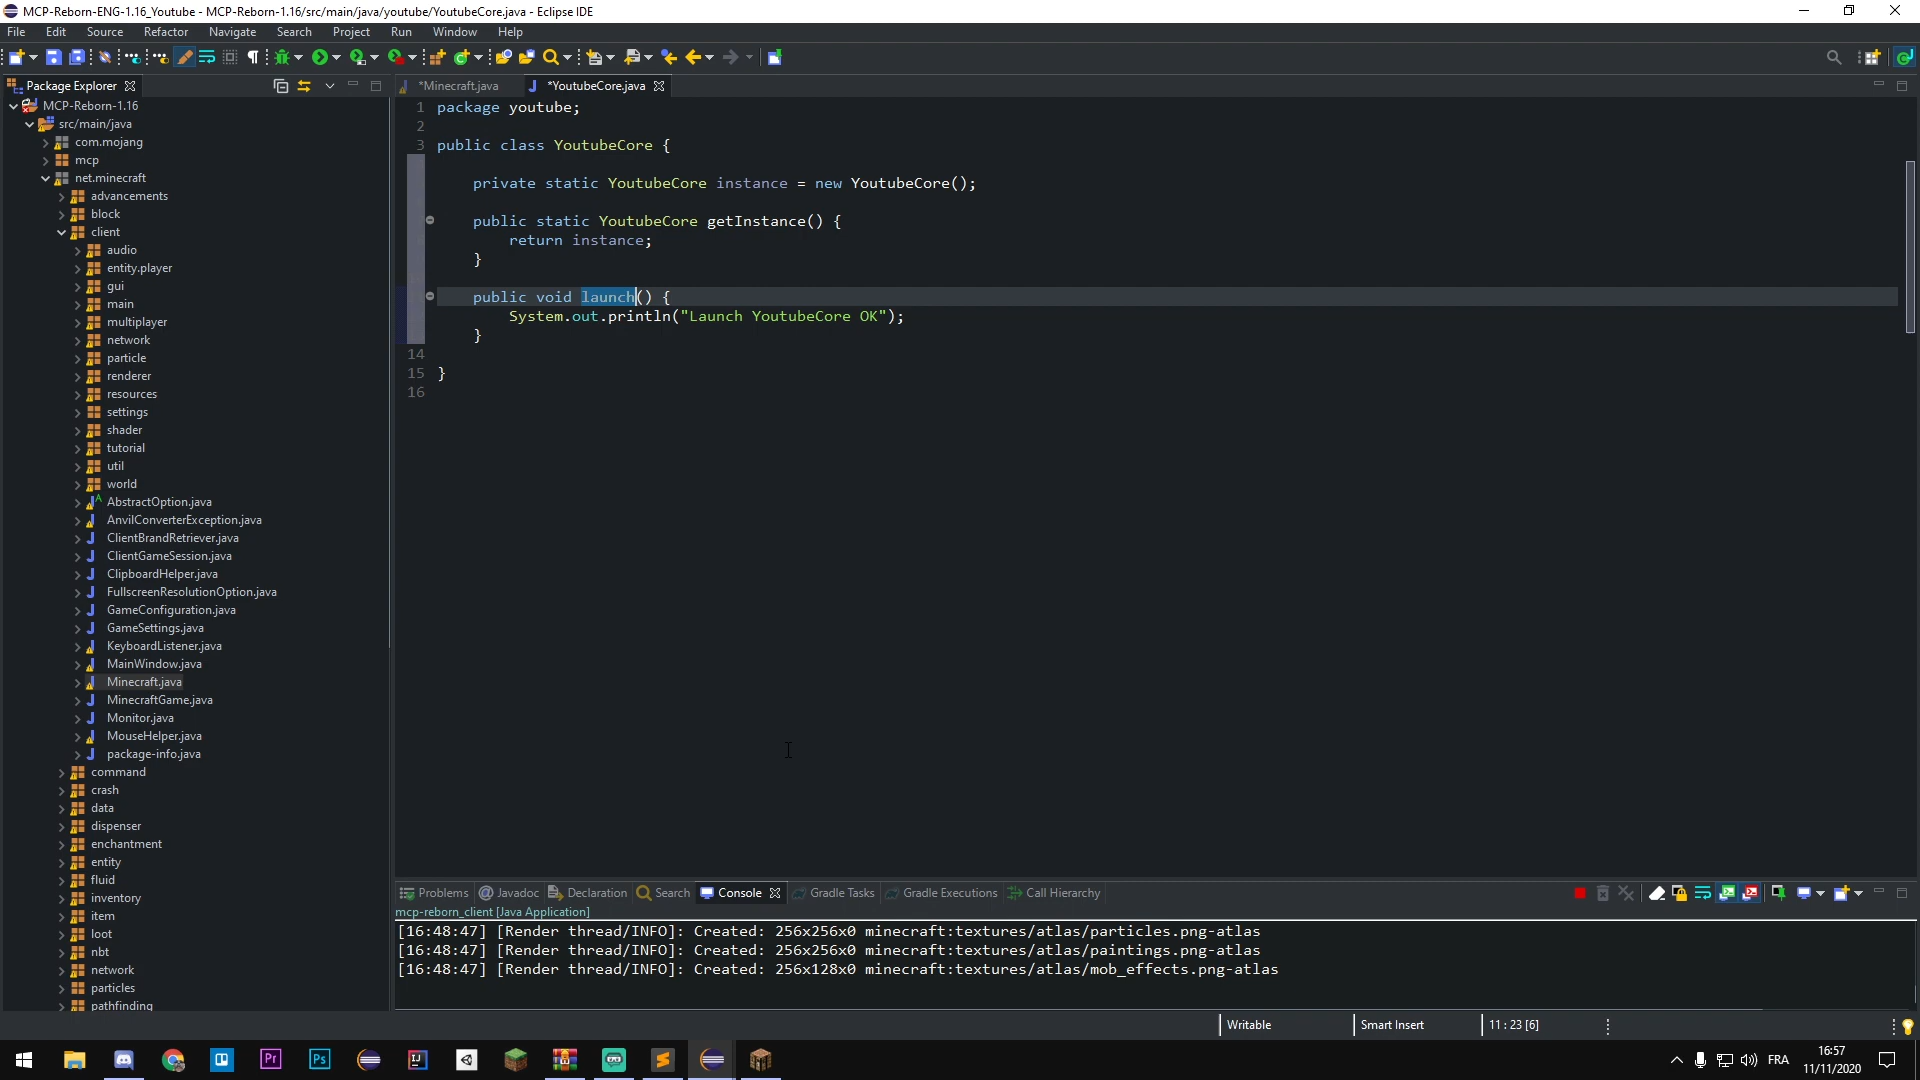 MCP-Reborn-ENG-1.16_Youtube - MCP-Reborn-1.16/src/main/java/youtube/YoutubeCore.java - Eclipse IDE
File Edit Source Refactor Navigate Search Project Run Window Help
Package Explorer
*Minecraft.java
*YoutubeCore.java
MCP-Reborn-1.16
src/main/java
com.mojang
mcp
net.minecraft
advancements
block
client
audio
entity.player
gui
main
multiplayer
network
particle
renderer
resources
settings
shader
tutorial
util
world
AbstractOption.java
AnvilConverterException.java
ClientBrandRetriever.java
ClientGameSession.java
ClipboardHelper.java
FullscreenResolutionOption.java
GameConfiguration.java
GameSettings.java
KeyboardListener.java
MainWindow.java
Minecraft.java
MinecraftGame.java
Monitor.java
MouseHelper.java
package-info.java
command
crash
data
dispenser
enchantment
entity
fluid
inventory
item
loot
nbt
network
particles
pathfinding
1 package youtube;
2
3 public class YoutubeCore {
private static YoutubeCore instance = new YoutubeCore();
public static YoutubeCore getInstance() {
return instance;
}
public void launch() {
System.out.println("Launch YoutubeCore OK");
}
14
15 }
16
Problems @ Javadoc Declaration Search Console Gradle Tasks Gradle Executions Call Hierarchy
mcp-reborn_client [Java Application]
[16:48:47] [Render thread/INFO]: Created: 256x256x0 minecraft:textures/atlas/particles.png-atlas
[16:48:47] [Render thread/INFO]: Created: 256x256x0 minecraft:textures/atlas/paintings.png-atlas
[16:48:47] [Render thread/INFO]: Created: 256x128x0 minecraft:textures/atlas/mob_effects.png-atlas
Writable Smart Insert 11 : 23 [6]
Pr Ps IJ
FRA
16:57
11/11/2020